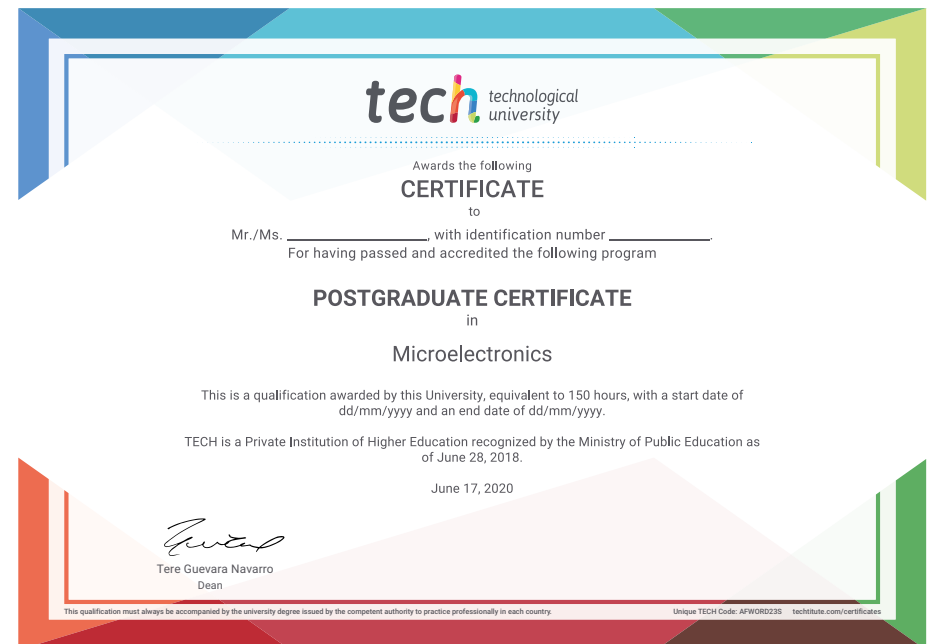 tech technological
university
Awards the following
CERTIFICATE
to
Mr./Ms. ____________________, with identification number ______________.
For having passed and accredited the following program
POSTGRADUATE CERTIFICATE
in
Microelectronics
This is a qualification awarded by this University, equivalent to 150 hours, with a start date of
dd/mm/yyyy and an end date of dd/mm/yyyy.
TECH is a Private Institution of Higher Education recognized by the Ministry of Public Education as
of June 28, 2018.
June 17, 2020
Tere Guevara Navarro
Dean
This qualification must always be accompanied by the university degree issued by the competent authority to practice professionally in each country. Unique TECH Code: AFWORD23S techtitute.com/certificates